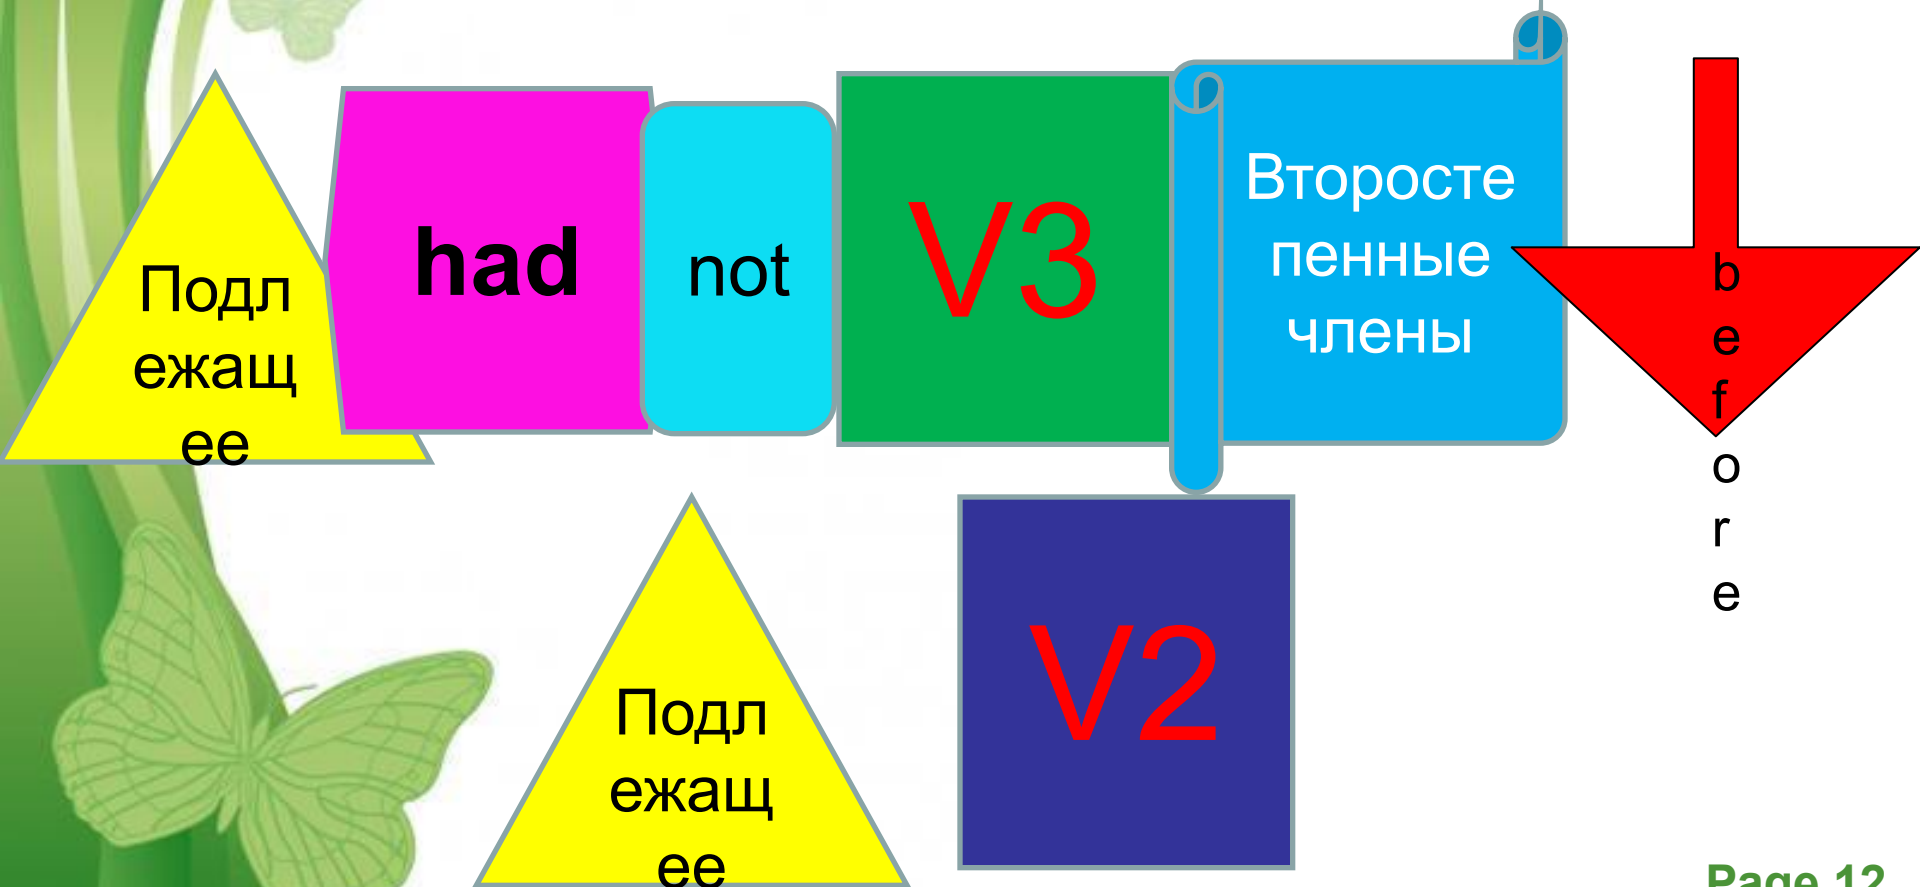 Подл
ежащ
ее
had
not
V3
Второсте
пенные
члены
b
e
f
o
r
e
Подл
ежащ
ее
V2
Page 12